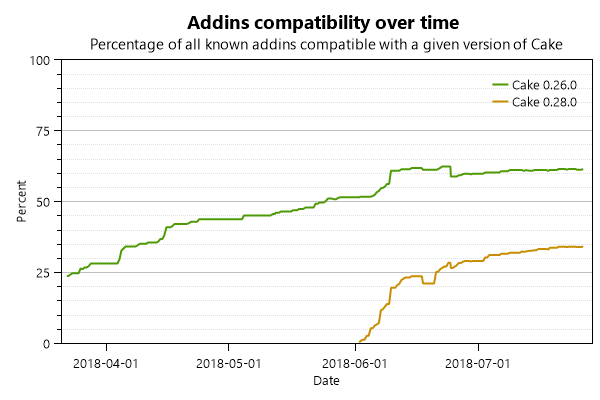 Addins compatibility over time
Percentage of all known addins compatible with a given version of Cake
100
Cake 0.26.0
Cake 0.28.0
75
Percent
50
25
0
2018-04-01 2018-05-01 2018-06-01 2018-07-01
Date